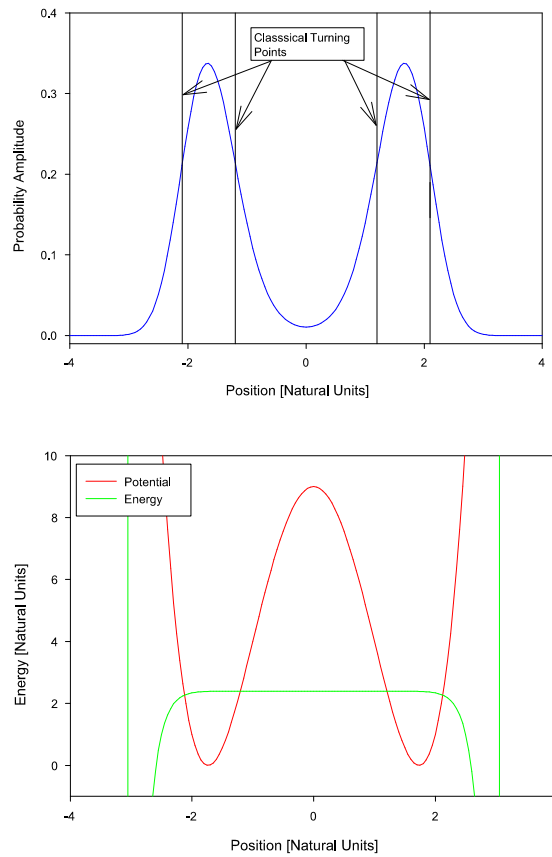 0.4
Classsical Turning
Points
0.3
0.2
0.1
0.0
Probability Amplitude
-4
-2
0
2
4
Position [Natural Units]
10
Potential
Energy
8
6
4
2
0
Energy [Natural Units]
-4
-2
0
2
Position [Natural Units]